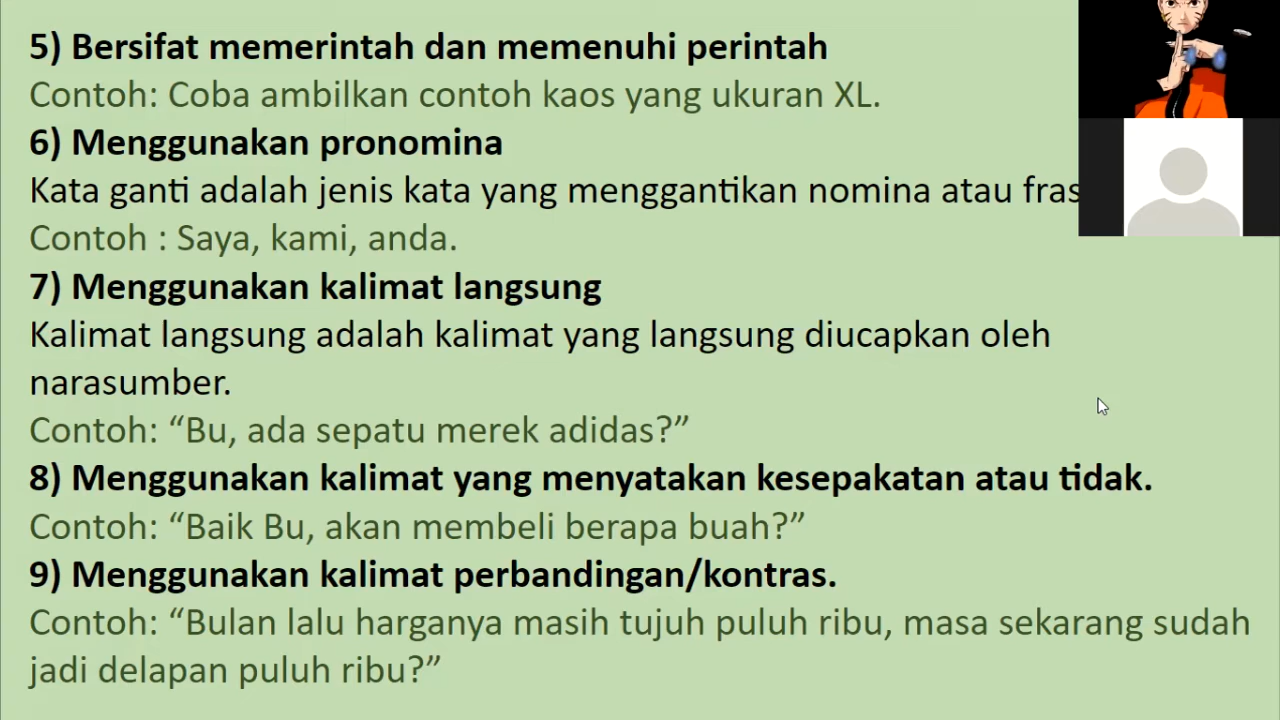 5) Bersifat memerintah dan memenuhi perintah
Contoh: Coba ambilkan contoh kaos yang ukuran XL.
6) Menggunakan pronomina
Kata ganti adalah jenis kata yang menggantikan nomina atau
Contoh : Saya, kami, anda.
7) Menggunakan kalimat langsung
Kalimat langsung adalah kalimat yang langsung diucapkan oleh
narasumber.
Contoh: “Bu, ada sepatu merek adidas?”
8) Menggunakan kalimat yang menyatakan kesepakatan atau tidak.
Contoh: “Baik Bu, akan membeli berapa buah?”
9) Menggunakan kalimat perbandingan/kontras.
Contoh: “Bulan lalu harganya masih tujuh puluh ribu, masa sekarang sudah
jadi delapan puluh ribu?”